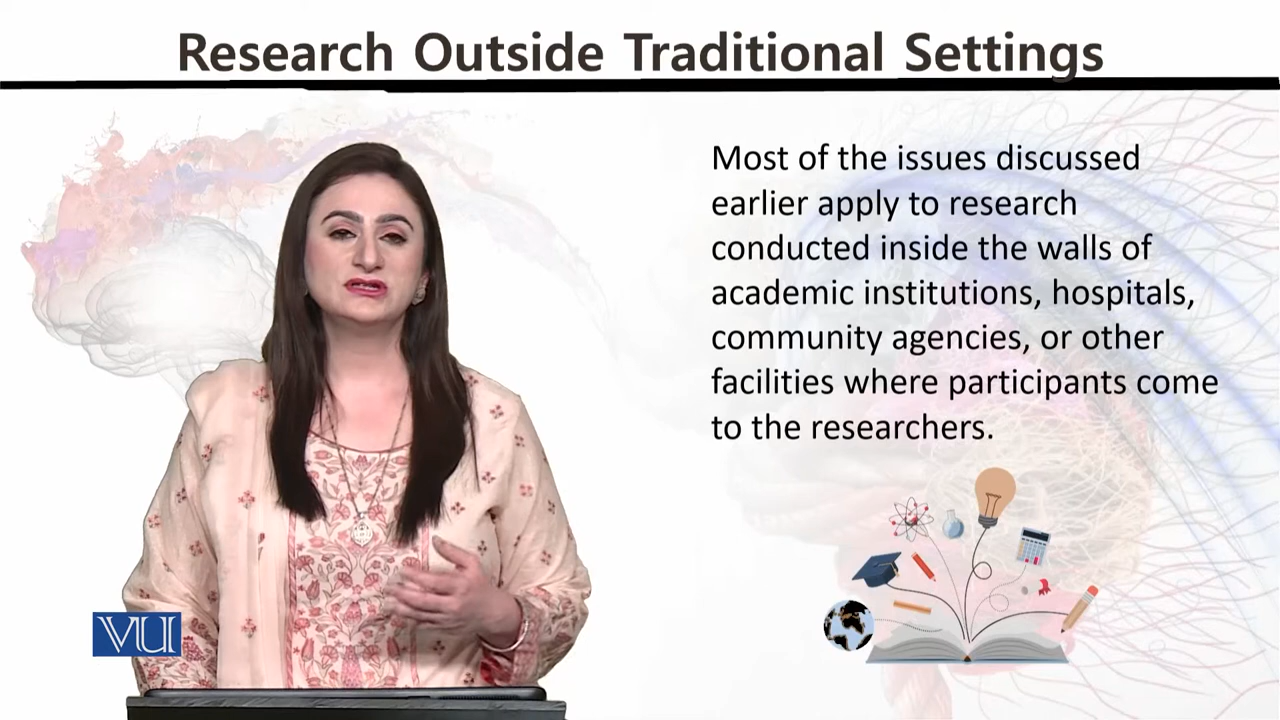 Research Outside Traditional Settings
Most of the issues discussed
earlier apply to research
conducted inside the walls of
academic institutions, hospitals,
community agencies, or other
facilities where participants come
to the researchers.
VU